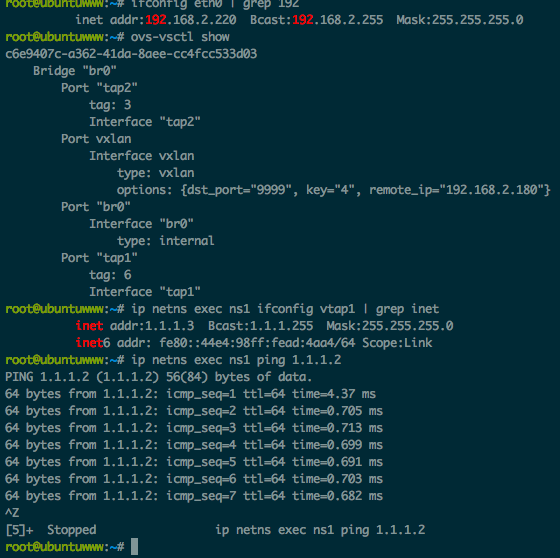 root@ubuntuwww:~# ifconfig eth0 | grep 192
          inet addr:192.168.2.220  Bcast:192.168.2.255  Mask:255.255.255.0
root@ubuntuwww:~# ovs-vsctl show
c6e9407c-a362-41da-8aee-cc4fcc533d03
    Bridge "br0"
        Port "tap2"
            tag: 3
            Interface "tap2"
        Port vxlan
            Interface vxlan
                type: vxlan
                options: {dst_port="9999", key="4", remote_ip="192.168.2.180"}
        Port "br0"
            Interface "br0"
                type: internal
        Port "tap1"
            tag: 6
            Interface "tap1"
root@ubuntuwww:~# ip netns exec ns1 ifconfig vtap1 | grep inet
          inet addr:1.1.1.3  Bcast:1.1.1.255  Mask:255.255.255.0
          inet6 addr: fe80::44e4:98ff:fead:4aa4/64 Scope:Link
root@ubuntuwww:~# ip netns exec ns1 ping 1.1.1.2
PING 1.1.1.2 (1.1.1.2) 56(84) bytes of data.
64 bytes from 1.1.1.2: icmp_seq=1 ttl=64 time=4.37 ms
64 bytes from 1.1.1.2: icmp_seq=2 ttl=64 time=0.705 ms
64 bytes from 1.1.1.2: icmp_seq=3 ttl=64 time=0.713 ms
64 bytes from 1.1.1.2: icmp_seq=4 ttl=64 time=0.699 ms
64 bytes from 1.1.1.2: icmp_seq=5 ttl=64 time=0.691 ms
64 bytes from 1.1.1.2: icmp_seq=6 ttl=64 time=0.703 ms
64 bytes from 1.1.1.2: icmp_seq=7 ttl=64 time=0.682 ms
^Z
[5]+  Stopped                 ip netns exec ns1 ping 1.1.1.2
root@ubuntuwww:~#